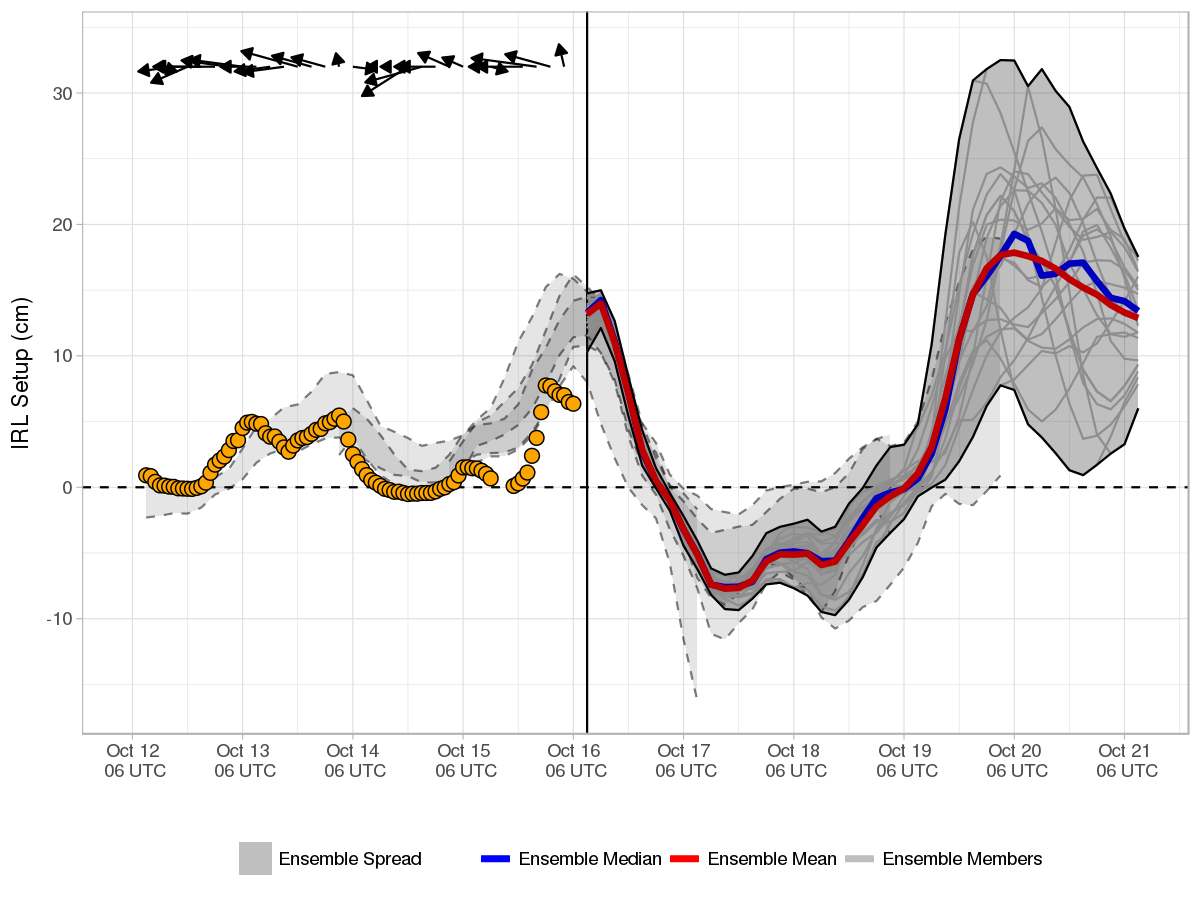 IRL Setup (cm)
30
20
10
0
-10
Oct 12 Oct 13 Oct 14 Oct 15 Oct 16 Oct 17 Oct 18 Oct 19 Oct 20 Oct 21
06 UTC 06 UTC 06 UTC 06 UTC 06 UTC 06 UTC 06 UTC 06 UTC 06 UTC 06 UTC
Ensemble Spread Ensemble Median Ensemble Mean Ensemble Members